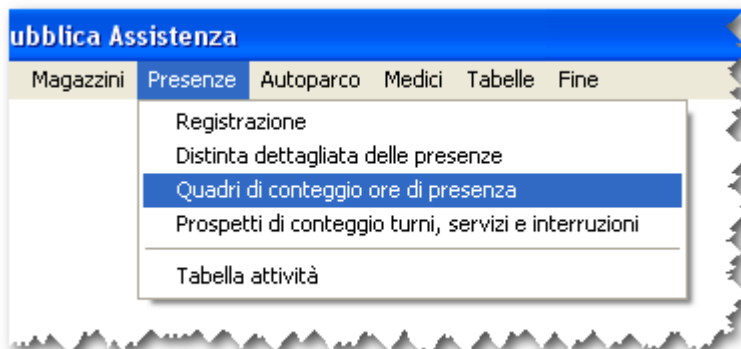 ubblica Assistenza
Magazzini Presenze Autoparco Medici Tabelle Fine
Registrazione
Distinta dettagliata delle presenze
Quadri di conteggio ore di presenza
Prospetti di conteggio turni, servizi e interruzioni
Tabella attività